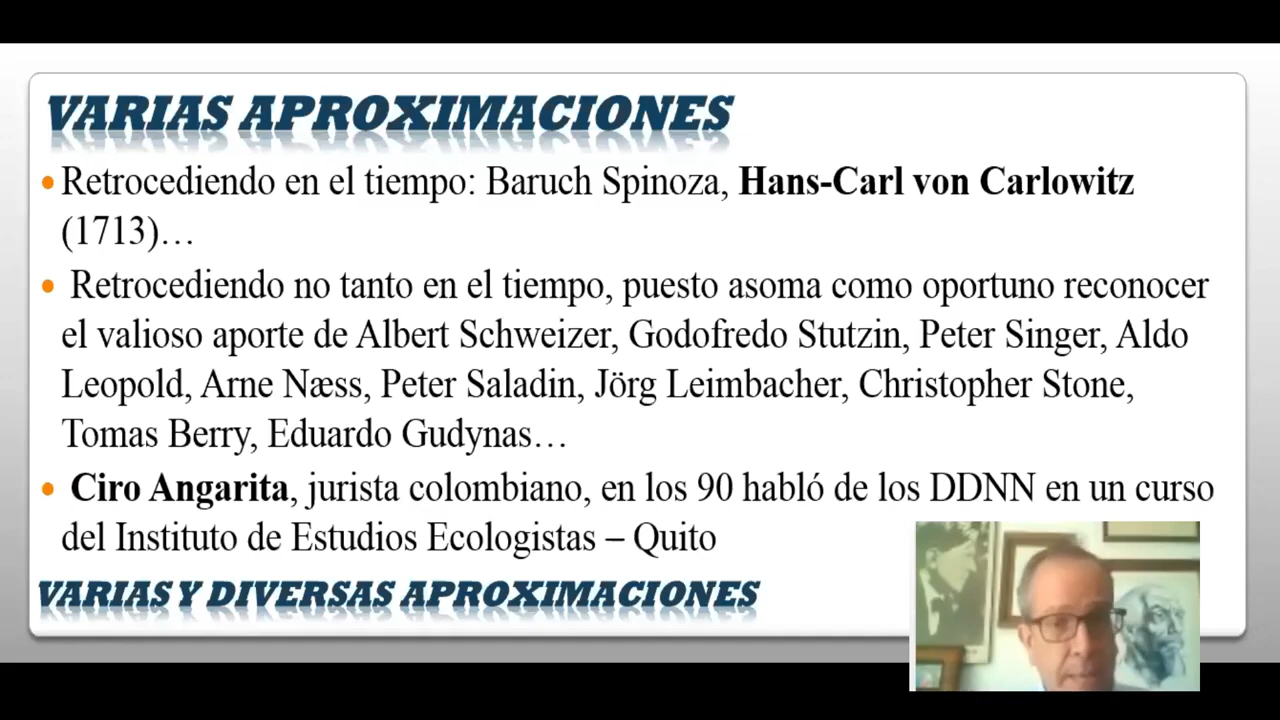 VARIAS APROXIMACIONES
Retrocediendo en el tiempo: Baruch Spinoza, Hans-Carl von Carlowitz
(1713)…
Retrocediendo no tanto en el tiempo, puesto asoma como oportuno reconocer
el valioso aporte de Albert Schweizer, Godofredo Stutzin, Peter Singer, Aldo
Leopold, Arne Næss, Peter Saladin, Jörg Leimbacher, Christopher Stone,
Tomas Berry, Eduardo Gudynas…
Ciro Angarita, jurista colombiano, en los 90 habló de los DDNN en un curso
del Instituto de Estudios Ecologistas – Quito
VARIAS Y DIVERSAS APROXIMACIONES